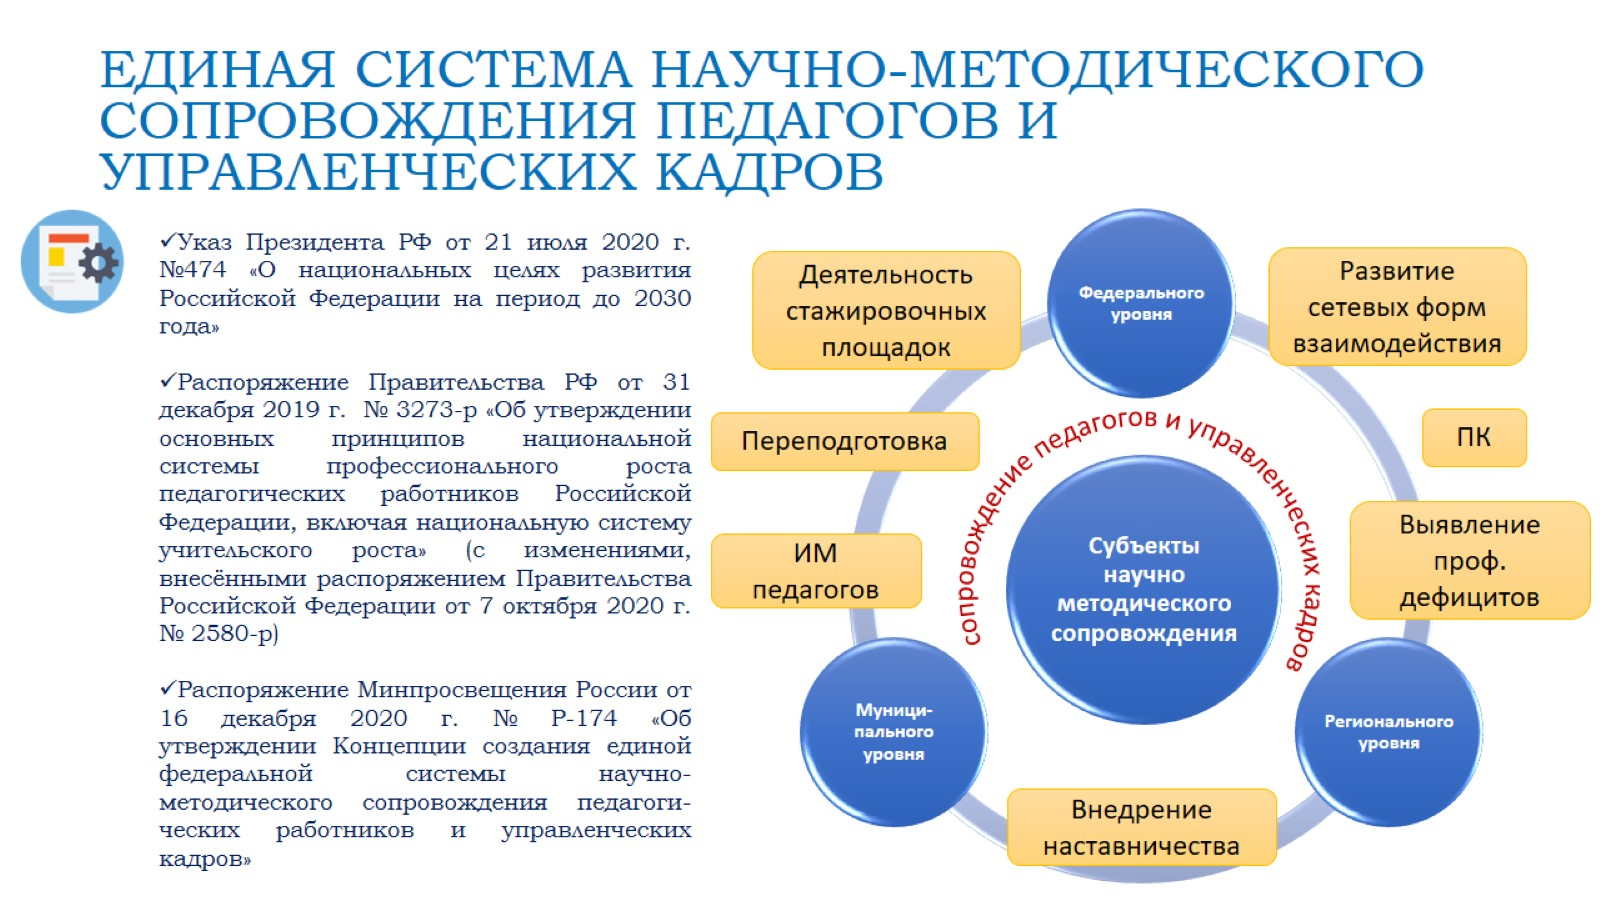 ЕДИНАЯ СИСТЕМА НАУЧНО-МЕТОДИЧЕСКОГО
СОПРОВОЖДЕНИЯ ПЕДАГОГОВ И
УПРАВЛЕНЧЕСКИХ КАДРОВ
✓Указ Президента РФ от 21 июля 2020 г.
№474 «О национальных целях развития
Российской Федерации на период до 2030
года»
✓Распоряжение Правительства РФ от 31
декабря 2019 г. № 3273-р «Об утверждении
основных принципов национальной
системы профессионального роста
педагогических работников Российской
Федерации, включая национальную систему
учительского роста» (с изменениями,
внесёнными распоряжением Правительства
Российской Федерации от 7 октября 2020 г.
№ 2580-р)
✓Распоряжение Минпросвещения России от
16 декабря 2020 г. № Р-174 «Об
утверждении Концепции создания единой
федеральной системы научно-
методического сопровождения педагоги-
ческих работников и управленческих
кадров»
Федерального
уровня
Деятельность
стажировочных
площадок
Развитие
сетевых форм
взаимодействия
Переподготовка
ПК
ИМ
педагогов
Выявление
проф.
дефицитов
сопровождение педагогов и управленческих кадров
Субъекты
научно
методического
сопровождения
Муници-
пального
уровня
Регионального
уровня
Внедрение
наставничества